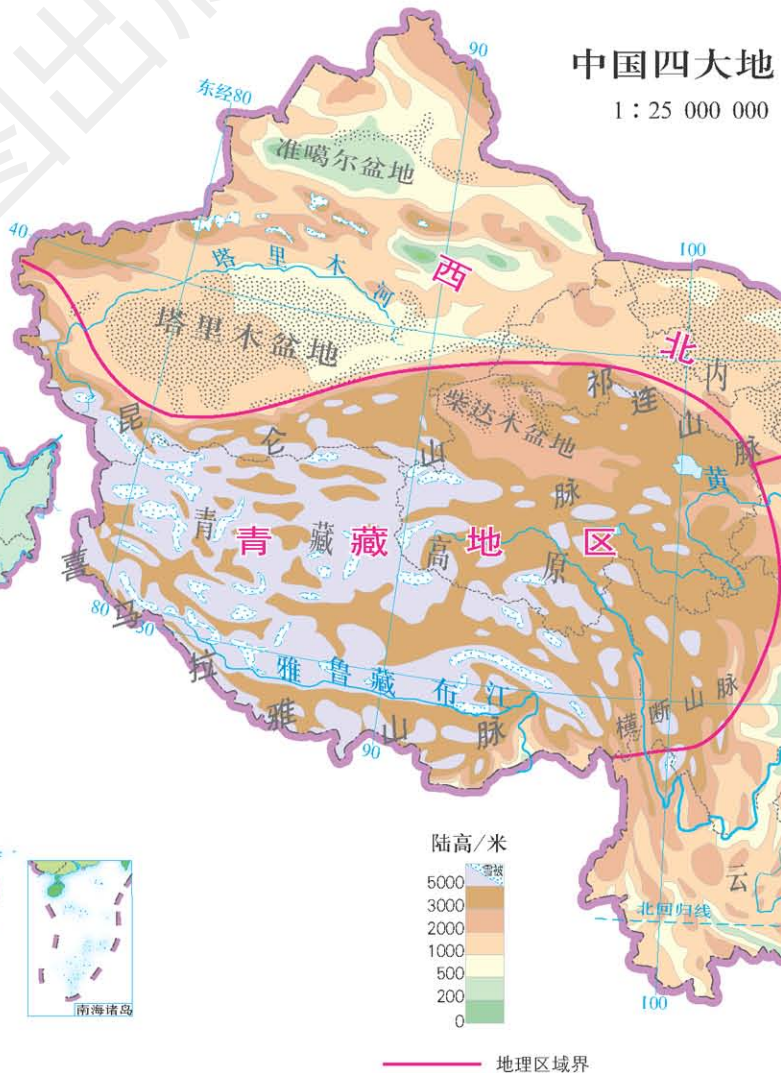 中国四大地
1∶25 000 000
图出
东经80
90
准噶尔盆地
40
100
塔里木河
西
塔里木盆地
北
内
祁连山脉
柴达木盆地
昆仑山脉
黄
青藏高原
青藏地区
喜马拉雅山脉
80
30
雅鲁藏布江
横断山脉
90
陆高/米
雪被
5000
3000
2000
1000
500
200
0
云
北回归线
100
南海诸岛
地理区域界